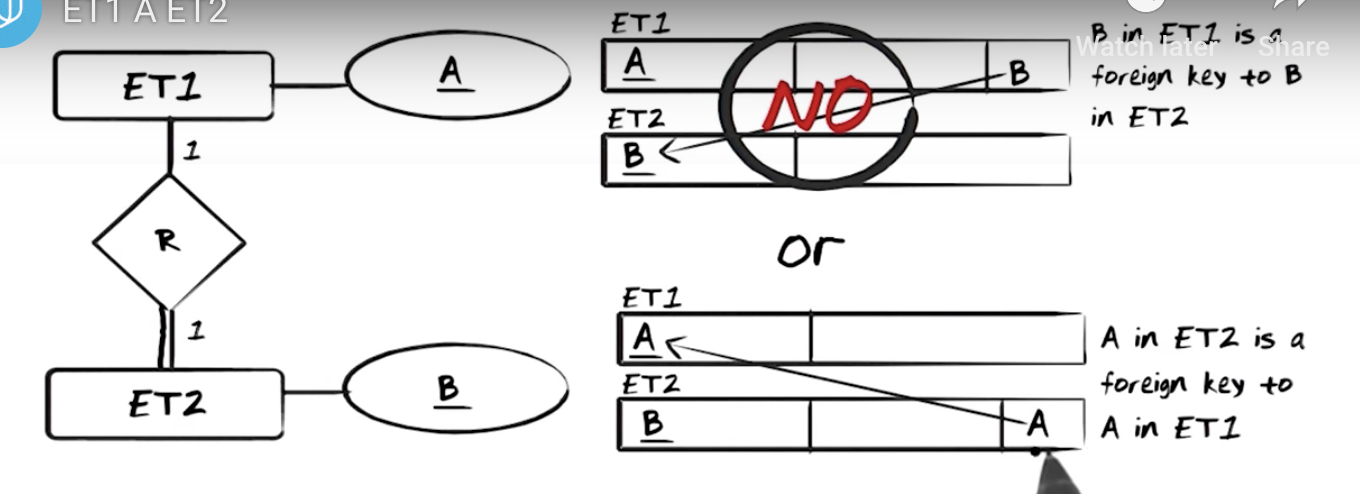 ET1 A ET2
Watch later
Share
ET1
A
1
R
1
ET2
B
ET1
A
B
ET2
B
NO
B in ET1 is a
foreign key to B
in ET2
or
ET1
A
ET2
B
A
A in ET2 is a
foreign key to
A in ET1